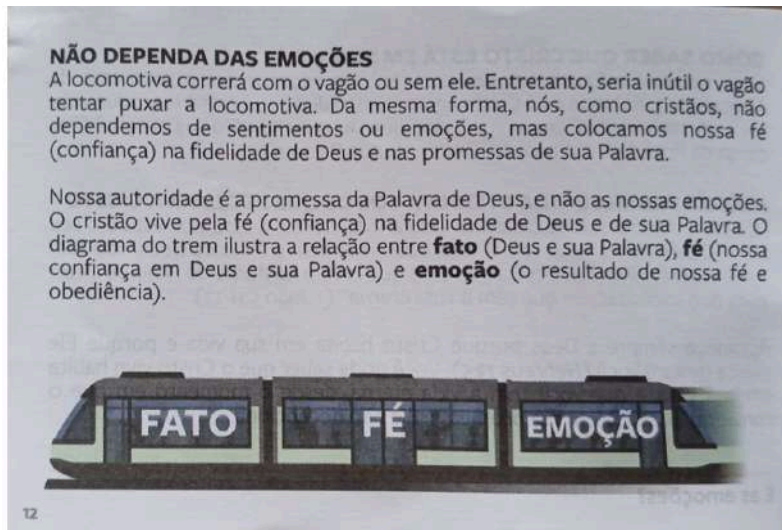 NÃO DEPENDA DAS EMOÇÕES
A locomotiva correrá com o vagão ou sem ele. Entretanto, seria inútil o vagão
tentar puxar a locomotiva. Da mesma forma, nós, como cristãos, não
dependemos de sentimentos ou emoções, mas colocamos nossa fé
(confiança) na fidelidade de Deus e nas promessas de sua Palavra.
Nossa autoridade é a promessa da Palavra de Deus, e não as nossas emoções.
O cristão vive pela fé (confiança) na fidelidade de Deus e de sua Palavra. O
diagrama do trem ilustra a relação entre fato (Deus e sua Palavra), fé (nossa
confiança em Deus e sua Palavra) e emoção (o resultado de nossa fé e
obediência).
FATO FÉ EMOÇÃO
12